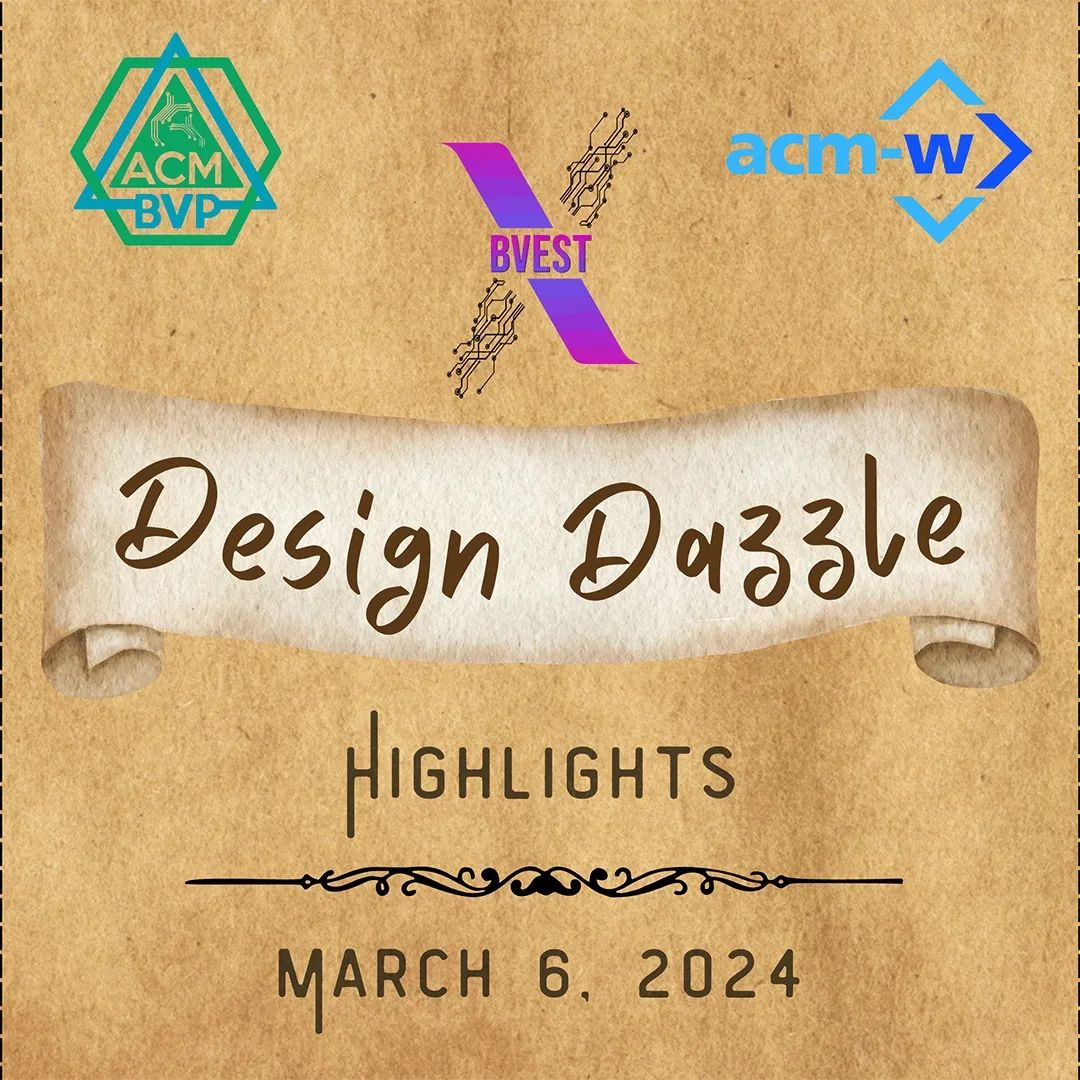 ACM
BVP
BVEST
acm-w
Design Dazzle
HIGHLIGHTS
MARCH 6, 2024